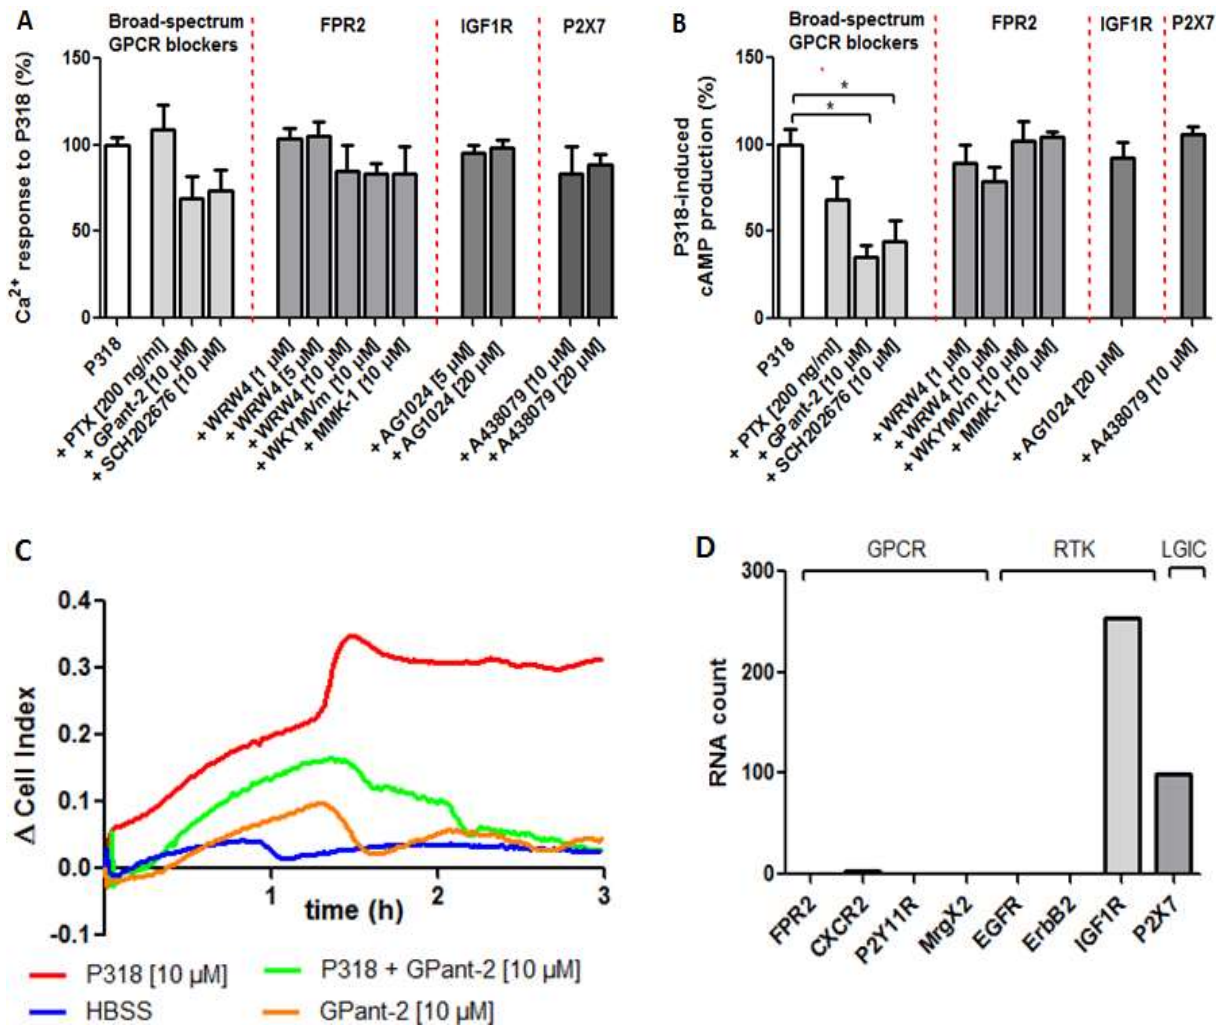 A
Broad-spectrum
GPCR blockers
FPR2
IGF1R
P2X7
Ca2+ response to P318 (%)
150
100
50
0
P318
+ PTX [200 ng/ml]
+ GPant-2 [10 µM]
+ SCH202676 [10 µM]
+ WRW4 [1 µM]
+ WRW4 [5 µM]
+ WRW4 [10 µM]
+ WKYMVm [10 µM]
+ MMK-1 [10 µM]
+ AG1024 [5 µM]
+ AG1024 [20 µM]
+ A438079 [10 µM]
+ A438079 [20 µM]
B
Broad-spectrum
GPCR blockers
FPR2
IGF1R
P2X7
P318-induced
cAMP production (%)
150
100
50
0
*
*
P318
+ PTX [200 ng/ml]
+ GPant-2 [10 µM]
+ SCH202676 [10 µM]
+ WRW4 [1 µM]
+ WRW4 [10 µM]
+ WKYMVm [10 µM]
+ MMK-1 [10 µM]
+ AG1024 [20 µM]
+ A438079 [10 µM]
C
Δ Cell Index
0.4
0.3
0.2
0.1
0.0
-0.1
1
2
3
time (h)
P318 [10 µM]
P318 + GPant-2 [10 µM]
HBSS
GPant-2 [10 µM]
D
GPCR
RTK
LGIC
RNA count
300
200
100
0
FPR2
CXCR2
P2Y11R
MrgX2
EGFR
ErbB2
IGF1R
P2X7